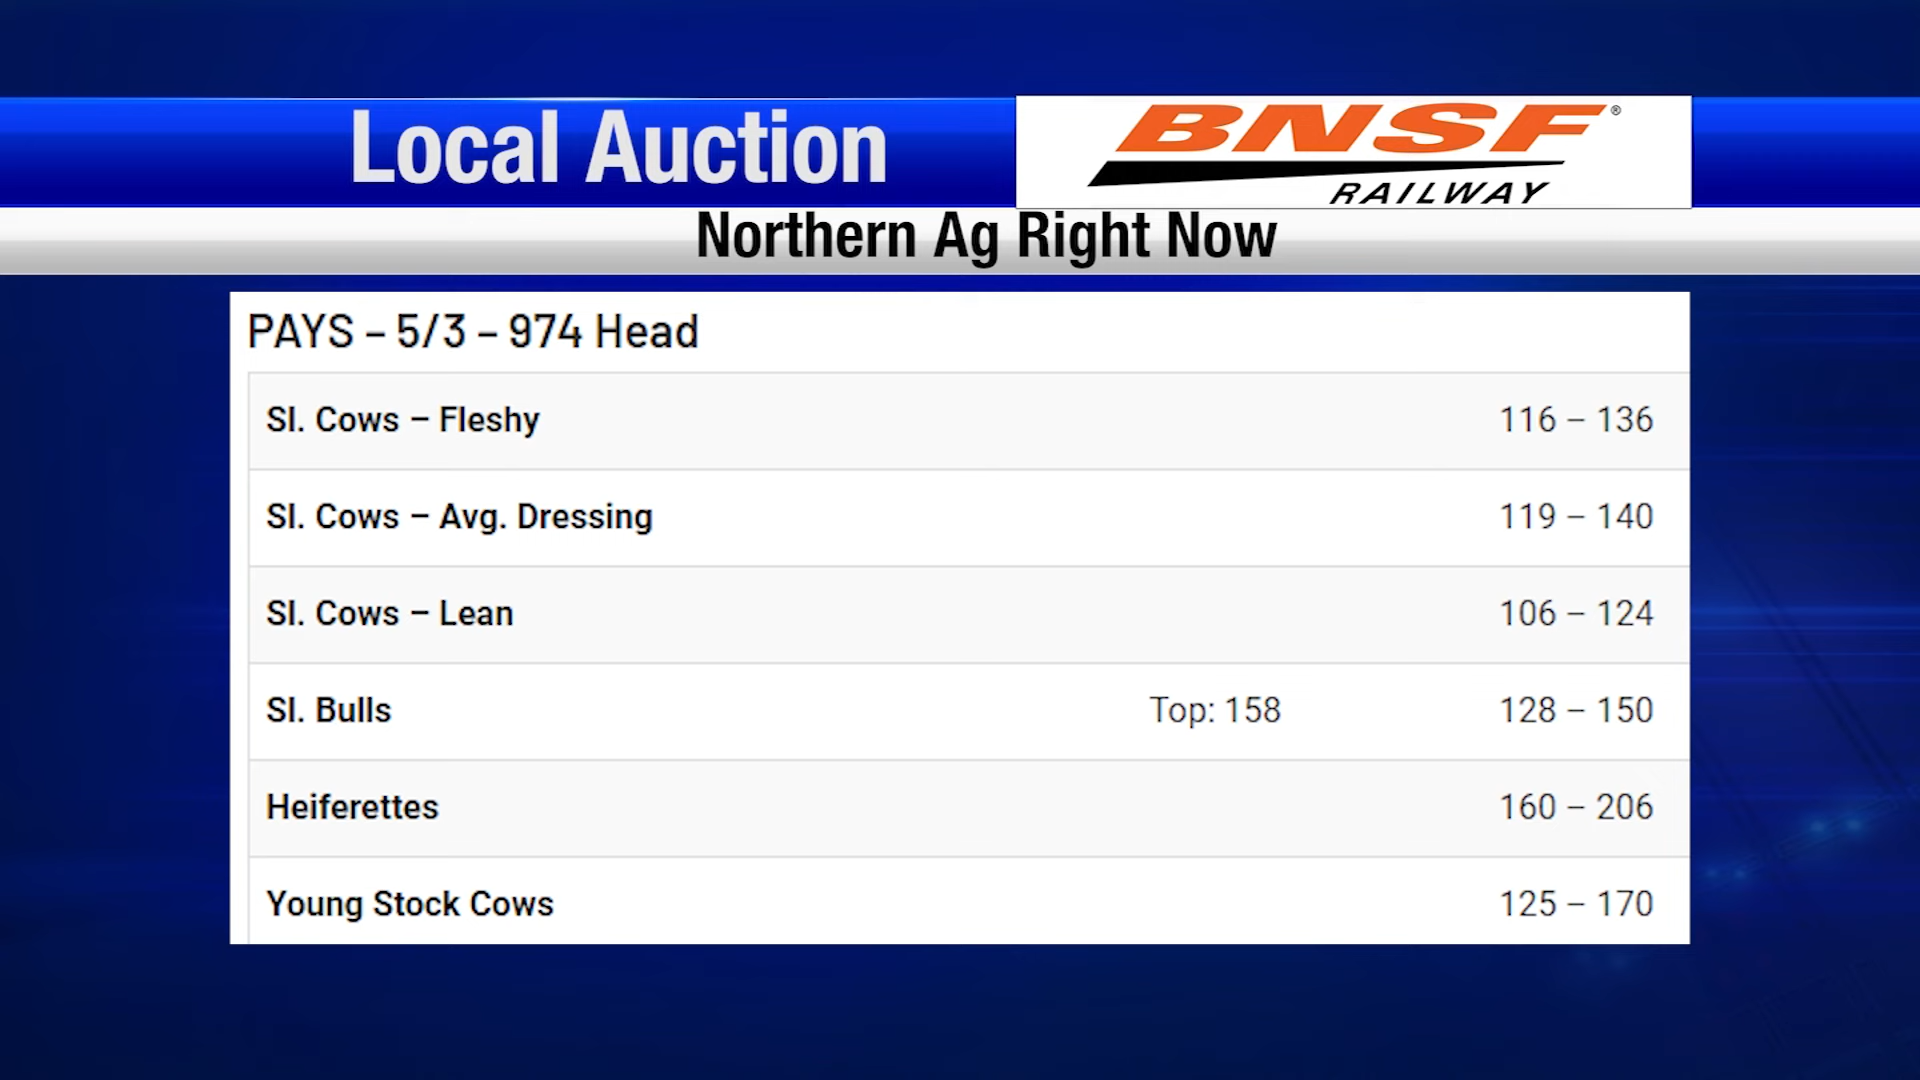 Local Auction
BNSF®
RAILWAY
Northern Ag Right Now
PAYS – 5/3 – 974 Head
Sl. Cows – Fleshy 116 – 136
Sl. Cows – Avg. Dressing 119 – 140
Sl. Cows – Lean 106 – 124
Sl. Bulls Top: 158 128 – 150
Heiferettes 160 – 206
Young Stock Cows 125 – 170